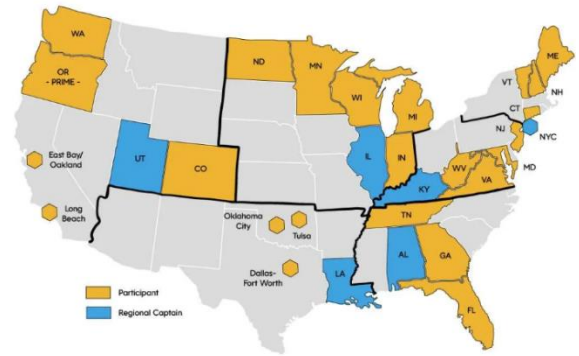 WA
OR
- PRIME -
ND
MN
WI
MI
ME
VT
NH
CT
NJ
NYC
MD
UT
CO
IL
IN
KY
WV
VA
TN
AL
GA
FL
LA
East Bay/
Oakland
Long
Beach
Oklahoma
City
Tulsa
Dallas-
Fort Worth
Participant
Regional Captain